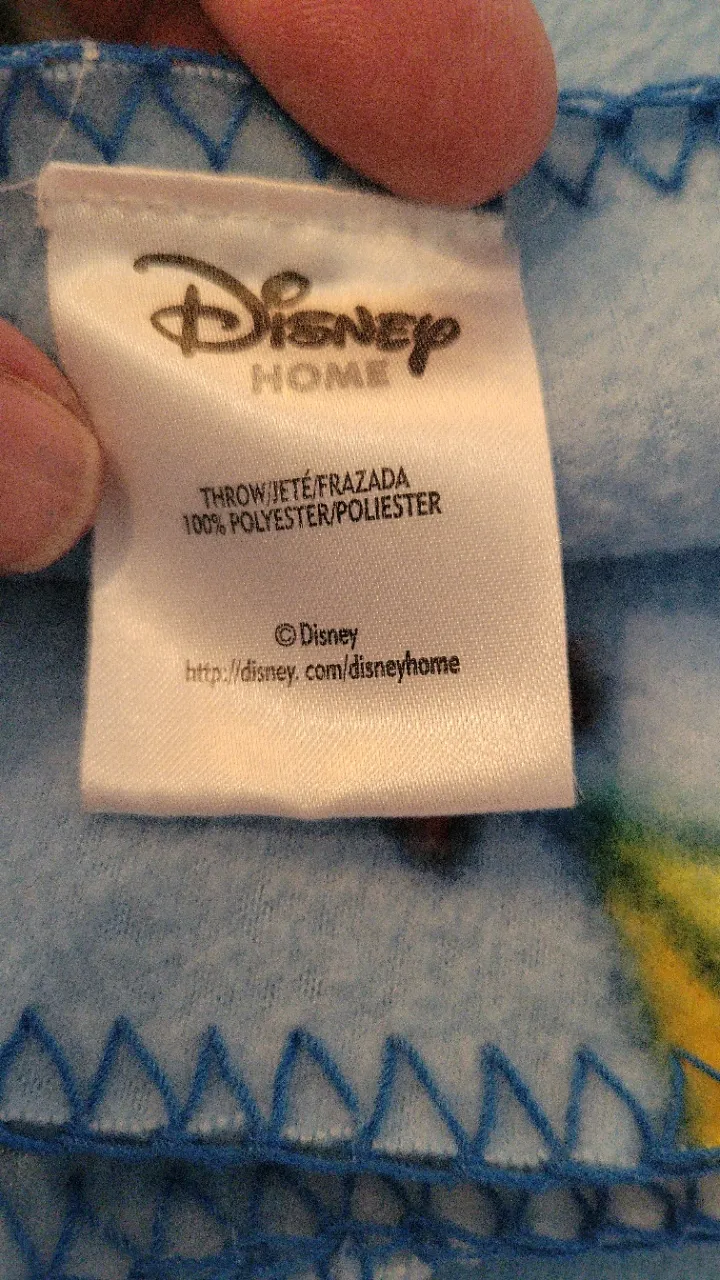 Disney
HOME
THROW/JETÉ/FRAZADA
100% POLYESTER/POLIESTER
© Disney
http://disney. com/disneyhome